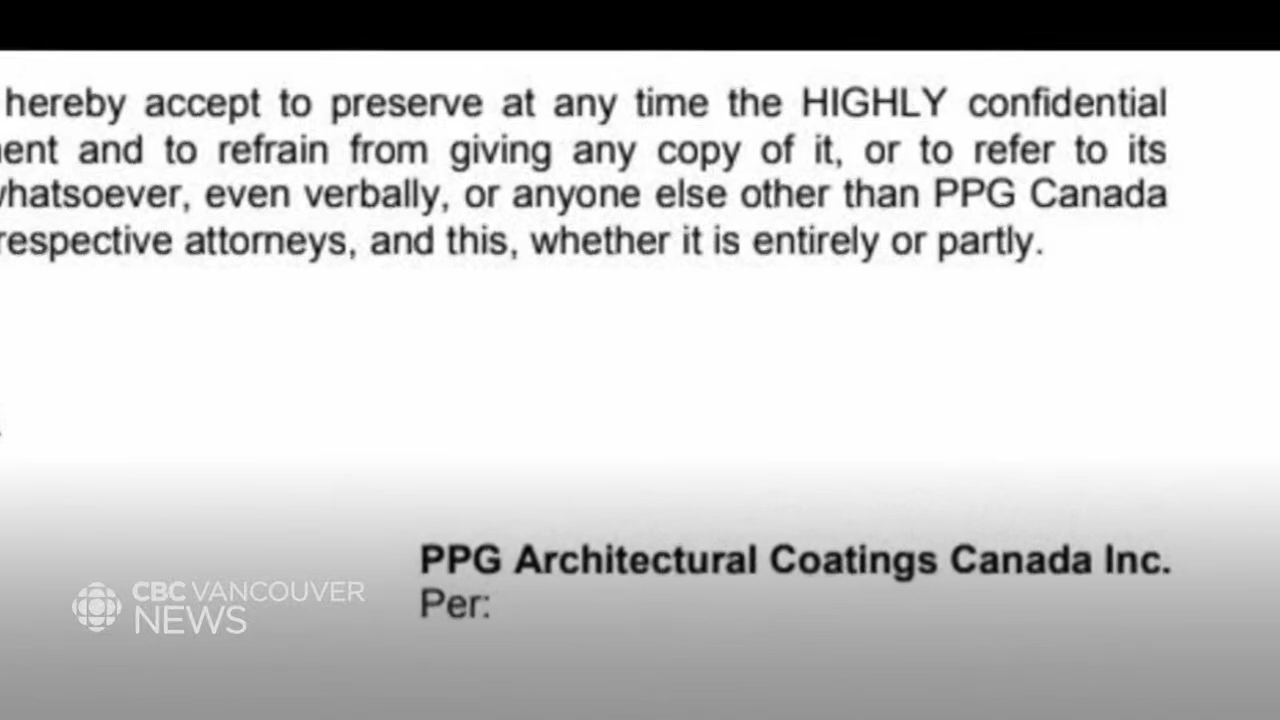 hereby accept to preserve at any time the HIGHLY confidential
ent and to refrain from giving any copy of it, or to refer to its
whatsoever, even verbally, or anyone else other than PPG Canada
respective attorneys, and this, whether it is entirely or partly.
PPG Architectural Coatings Canada Inc.
Per:
CBC VANCOUVER
NEWS